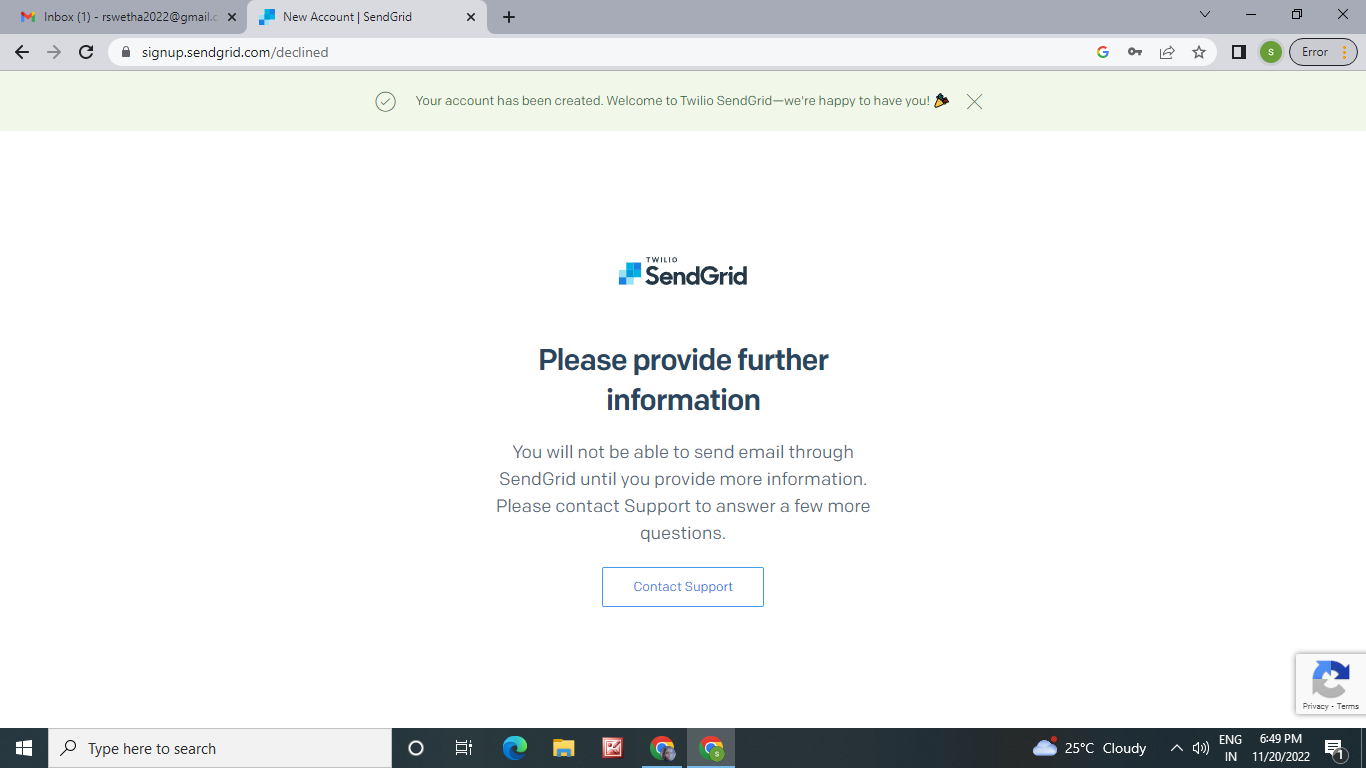 Inbox (1) - rswetha2022@gmail.c
New Account | SendGrid
signup.sendgrid.com/declined
G
S
Error
Your account has been created. Welcome to Twilio SendGrid—we're happy to have you! 🎉
TWILIO
SendGrid
Please provide further
information
You will not be able to send email through
SendGrid until you provide more information.
Please contact Support to answer a few more
questions.
Contact Support
Privacy - Terms
Type here to search
S
25°C Cloudy
ENG
IN
6:49 PM
11/20/2022
1